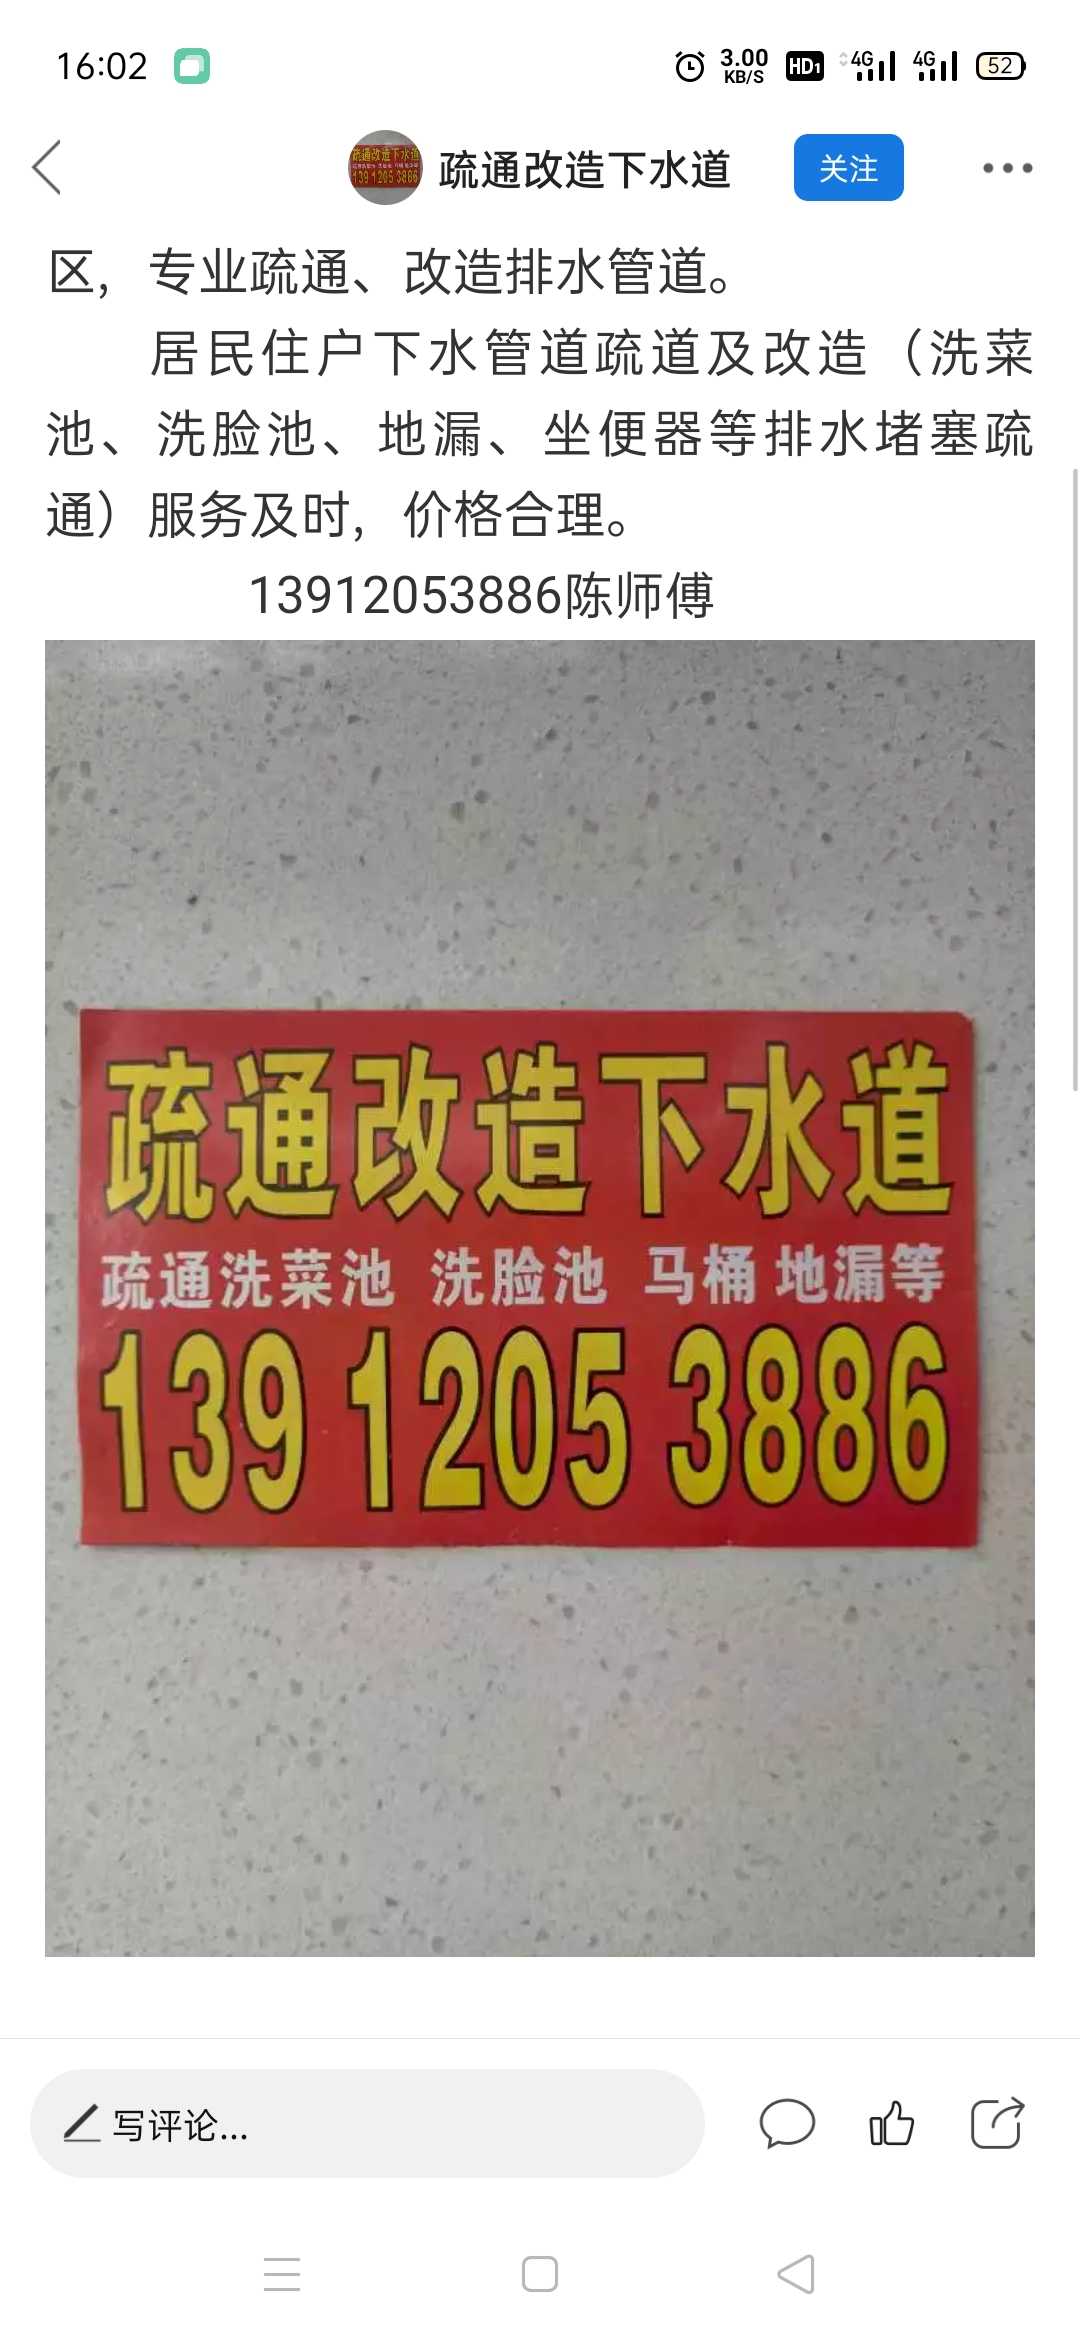 16:02 3.00 KB/S HD1 4G 4G 52
疏通改造下水道 关注
区，专业疏通、改造排水管道。
居民住户下水管道疏道及改造（洗菜
池、洗脸池、地漏、坐便器等排水堵塞疏
通）服务及时，价格合理。
13912053886陈师傅
疏通改造下水道
疏通洗菜池 洗脸池 马桶 地漏等
139 1205 3886
写评论...